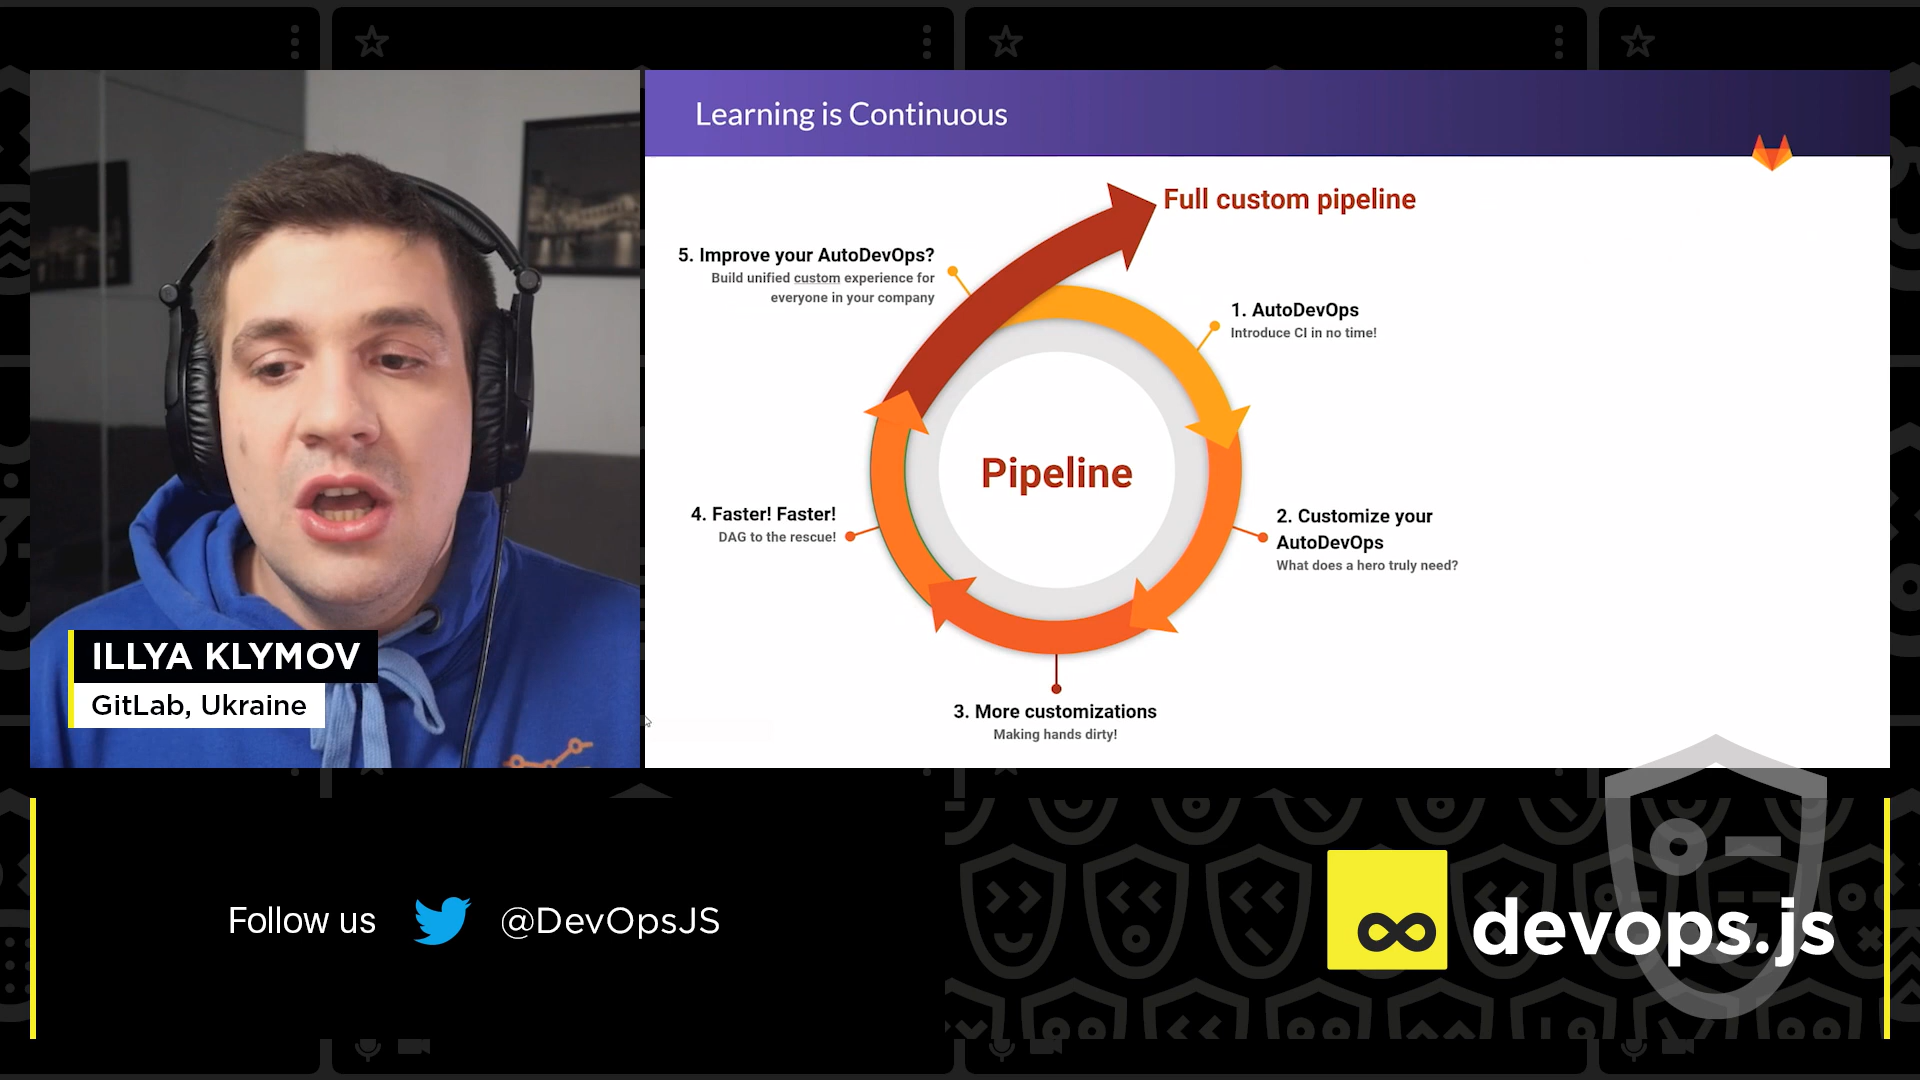 Learning is Continuous
Full custom pipeline
5. Improve your AutoDevOps?
Build unified custom experience for
everyone in your company
1. AutoDevOps
Introduce CI in no time!
Pipeline
4. Faster! Faster!
DAG to the rescue!
2. Customize your
AutoDevOps
What does a hero truly need?
3. More customizations
Making hands dirty!
ILLYA KLYMOV
GitLab, Ukraine
Follow us
@DevOpsJS
devops.js